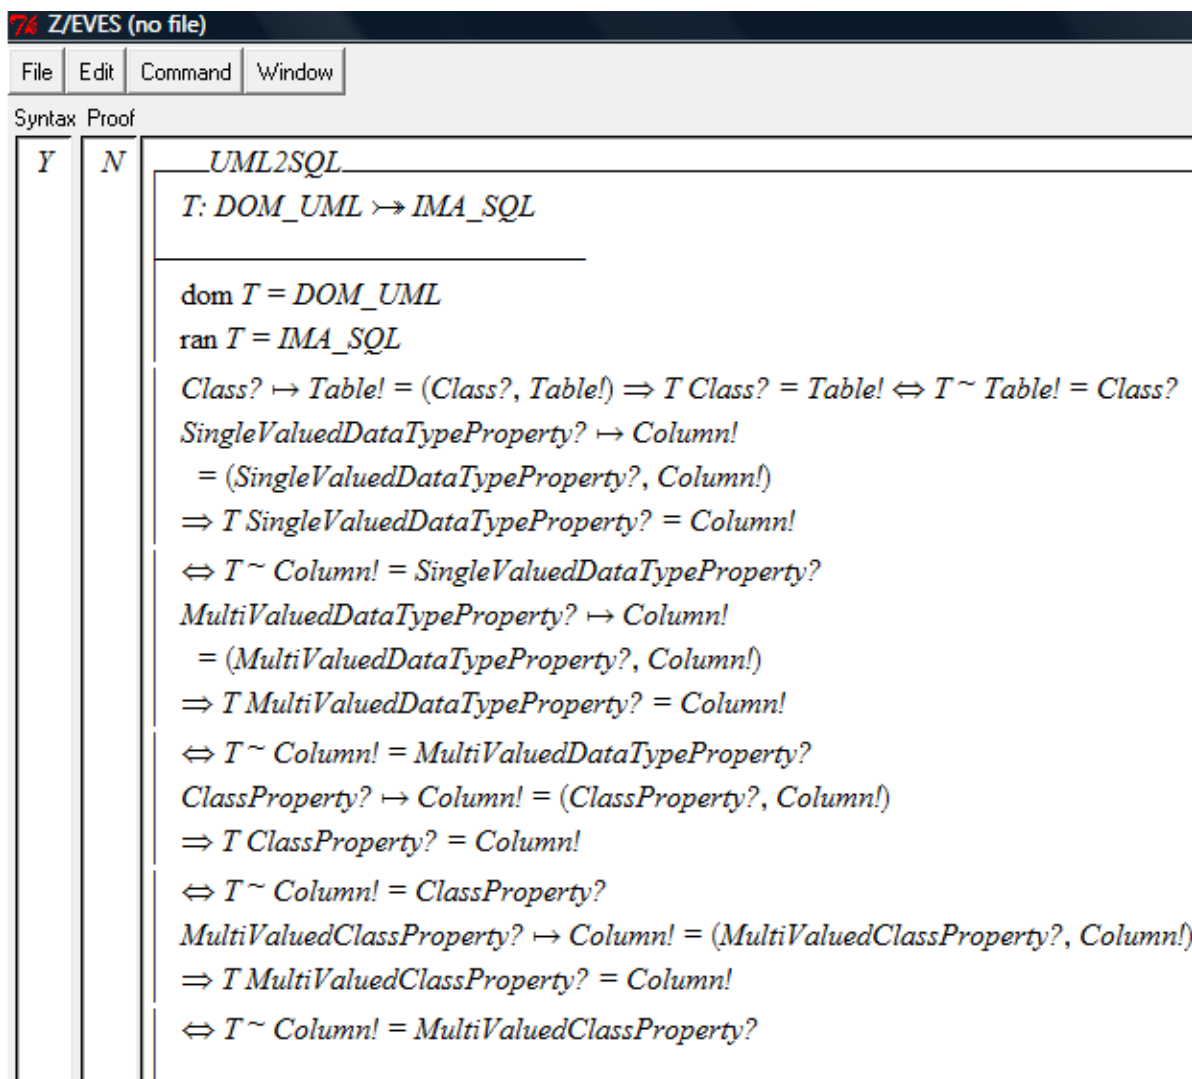 Z/EVES (no file)
File Edit Command Window
Syntax Proof
Y N UML2SQL
T: DOM_UML ⤖ IMA_SQL
dom T = DOM_UML
ran T = IMA_SQL
Class? ↦ Table! = (Class?, Table!) ⇒ T Class? = Table! ⇔ T ~ Table! = Class?
SingleValuedDataTypeProperty? ↦ Column!
= (SingleValuedDataTypeProperty?, Column!)
⇒ T SingleValuedDataTypeProperty? = Column!
⇔ T ~ Column! = SingleValuedDataTypeProperty?
MultiValuedDataTypeProperty? ↦ Column!
= (MultiValuedDataTypeProperty?, Column!)
⇒ T MultiValuedDataTypeProperty? = Column!
⇔ T ~ Column! = MultiValuedDataTypeProperty?
ClassProperty? ↦ Column! = (ClassProperty?, Column!)
⇒ T ClassProperty? = Column!
⇔ T ~ Column! = ClassProperty?
MultiValuedClassProperty? ↦ Column! = (MultiValuedClassProperty?, Column!)
⇒ T MultiValuedClassProperty? = Column!
⇔ T ~ Column! = MultiValuedClassProperty?